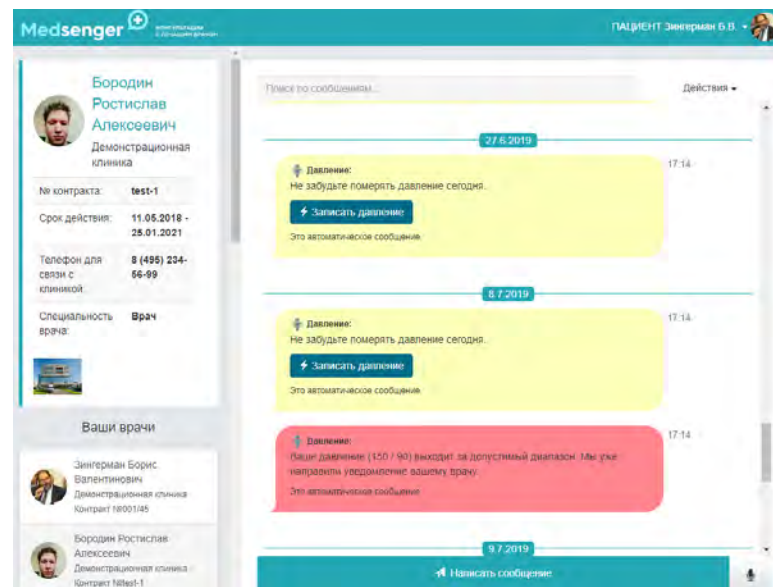 Medsenger
ПАЦИЕНТ Зингерман Б.В.
Бородин
Ростислав
Алексеевич
Демонстрационная
клиника
№ контракта: test-1
Срок действия: 11.05.2018 -
25.01.2021
Телефон для 8 (495) 234-
связи с 56-99
клиникой:
Специальность Врач
врача:
Ваши врачи
Зингерман Борис
Валентинович
Демонстрационная клиника
Контракт №001/45
Бородин Ростислав
Алексеевич
Демонстрационная клиника
Контракт №test-1
Поиск по сообщениям...
Действия
27.6.2019
Давление:
17:14
Не забудьте померять давление сегодня.
Записать давление
Это автоматическое сообщение
8.7.2019
Давление:
17:14
Не забудьте померять давление сегодня.
Записать давление
Это автоматическое сообщение
Давление:
17:14
Ваше давление (150 / 90) выходит за допустимый диапазон. Мы уже
направили уведомление вашему врачу.
Это автоматическое сообщение
9.7.2019
Написать сообщение